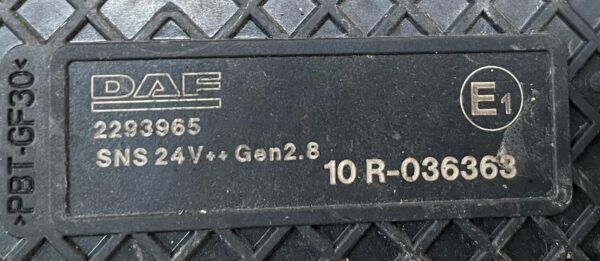 >PBT-GF30<
DAF
2293965
SNS 24V++ Gen2.8
E1
10 R-036363